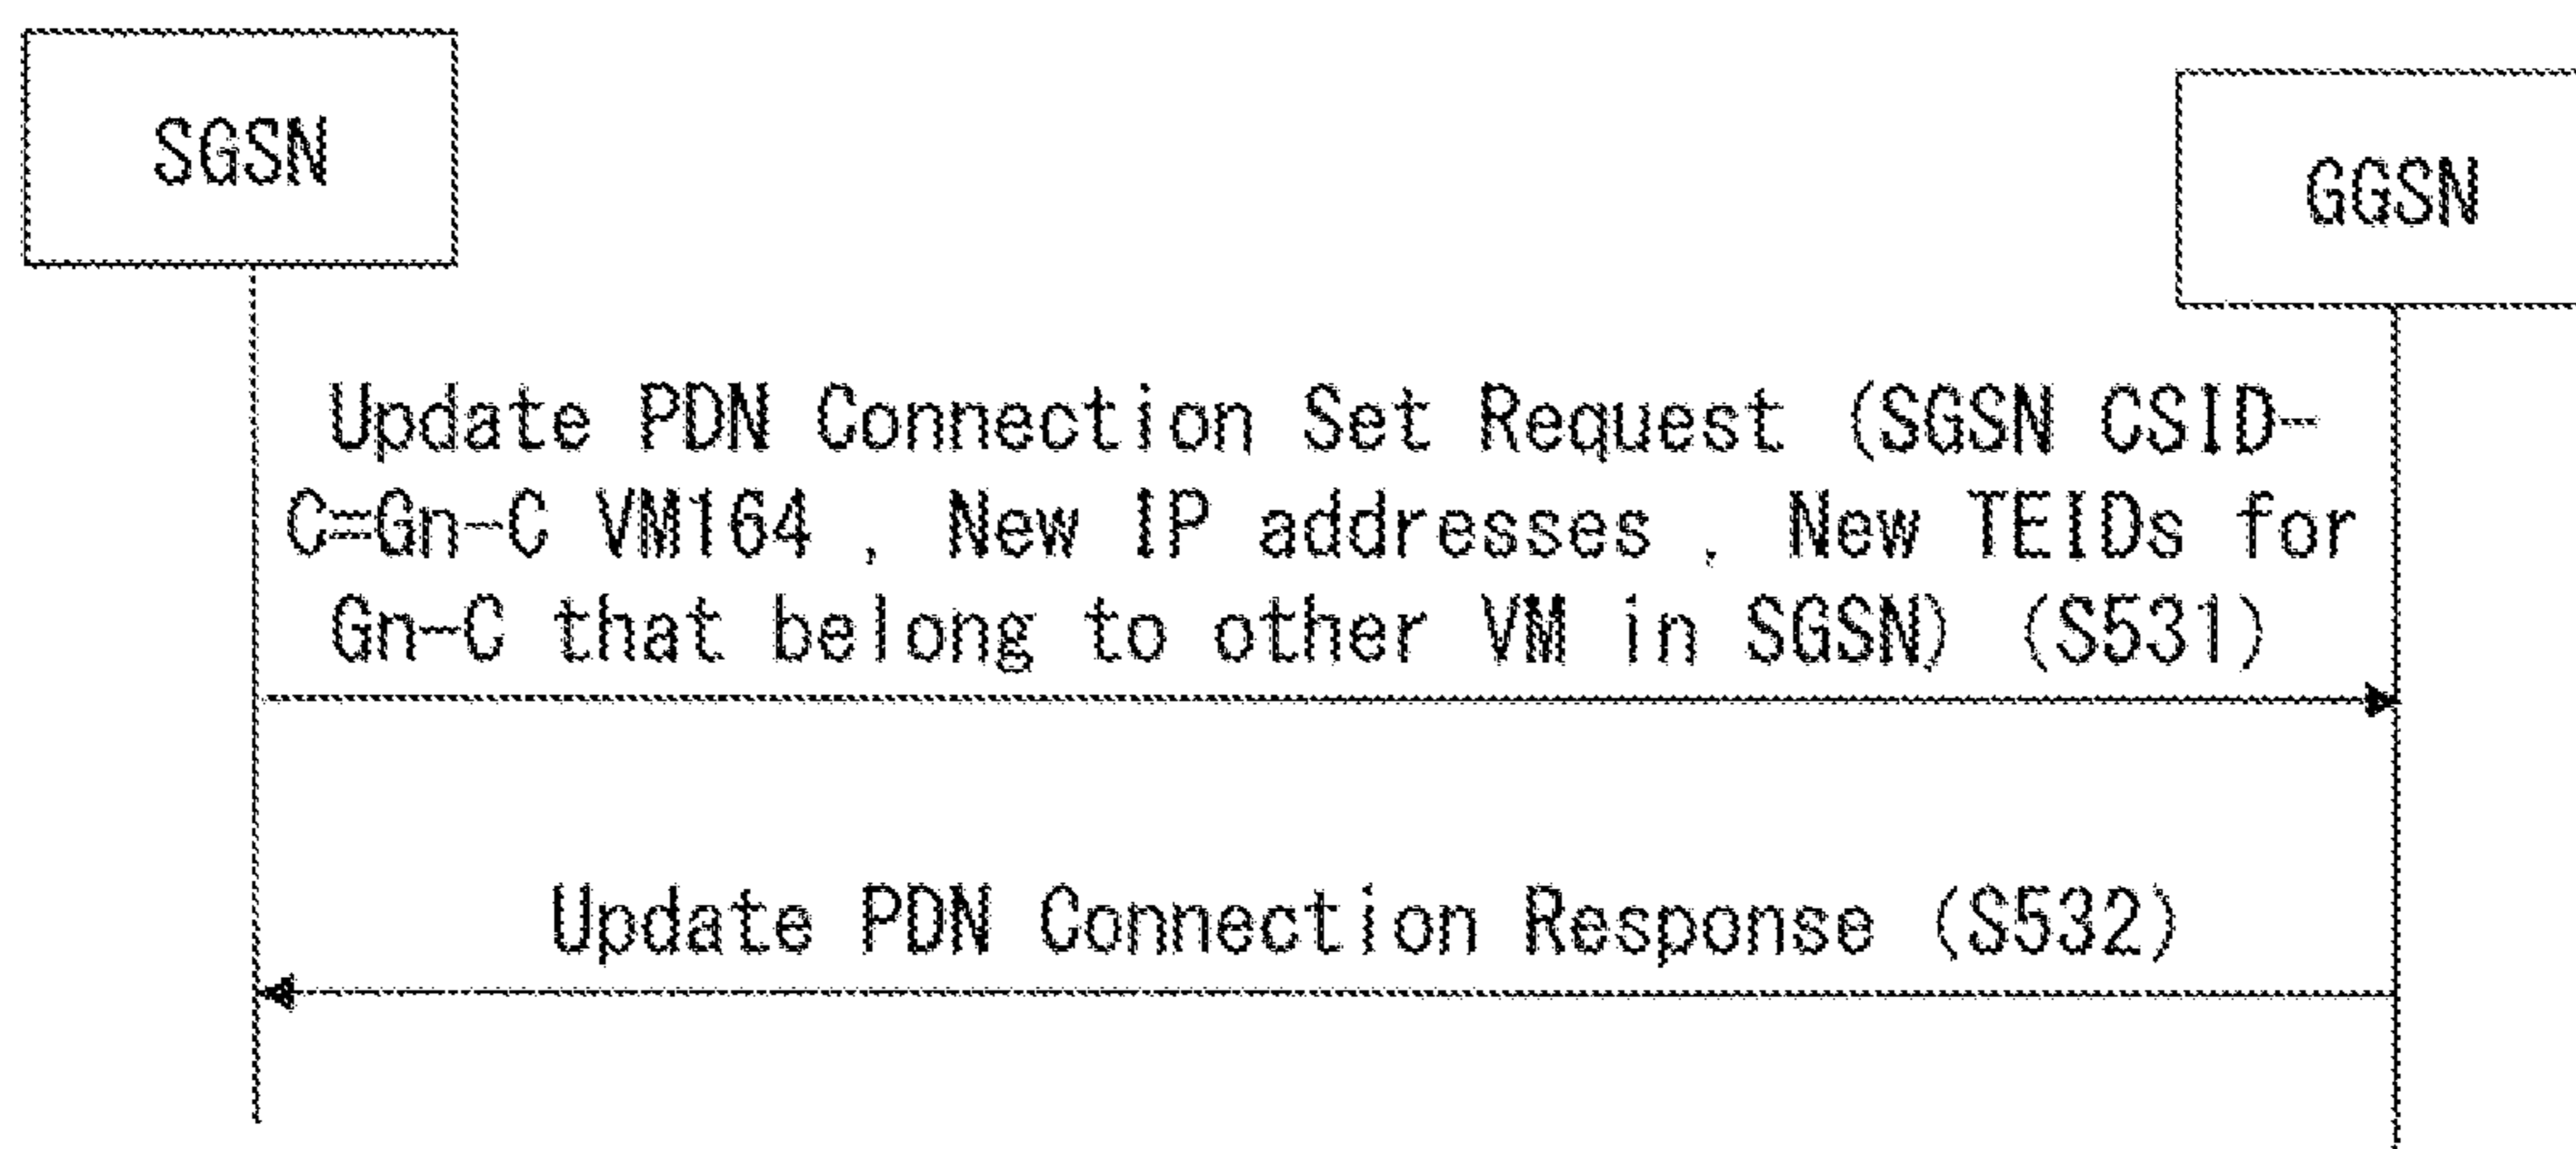 SGSN
GGSN
Update PDN Connection Set Request (SGSN CSID-
C=Gn-C VM164 , New IP addresses , New TEIDs for
Gn-C that belong to other VM in SGSN) (S531)
Update PDN Connection Response (S532)